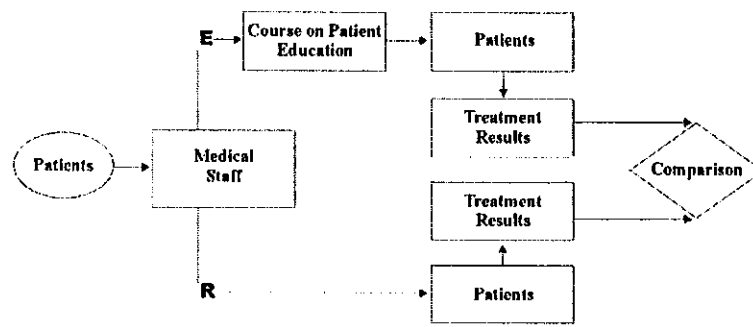 E
Course on Patient
Education
Patients
Treatment
Results
Patients
Medical
Staff
Comparison
Treatment
Results
R
Patients